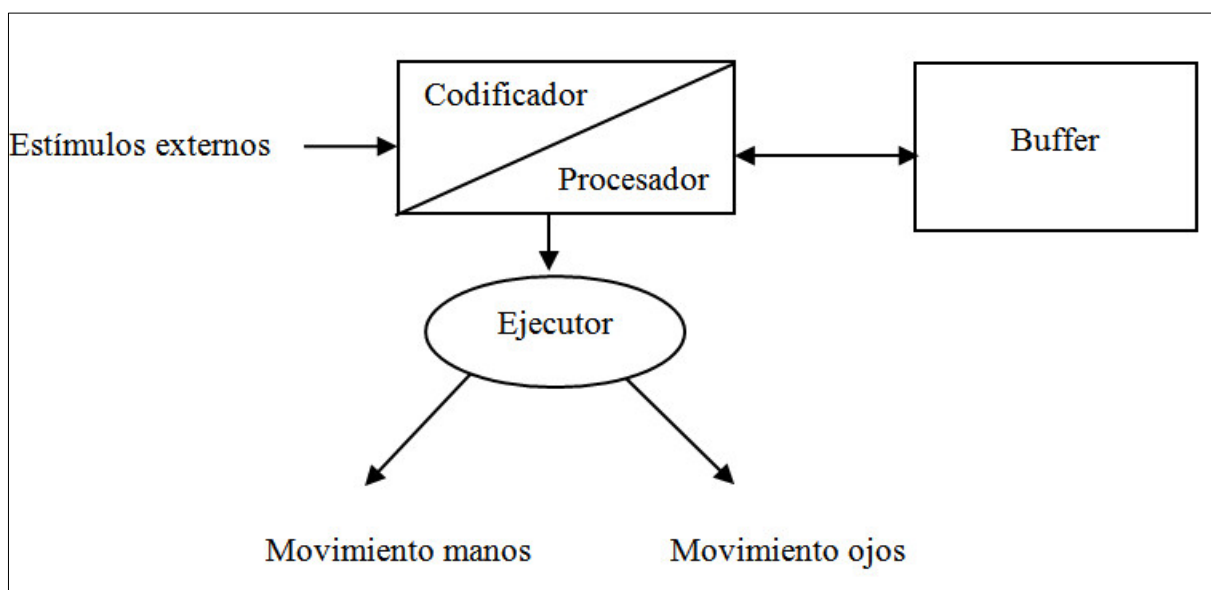 Codificador
Estímulos externos
Procesador
Buffer
Ejecutor
Movimiento manos
Movimiento ojos